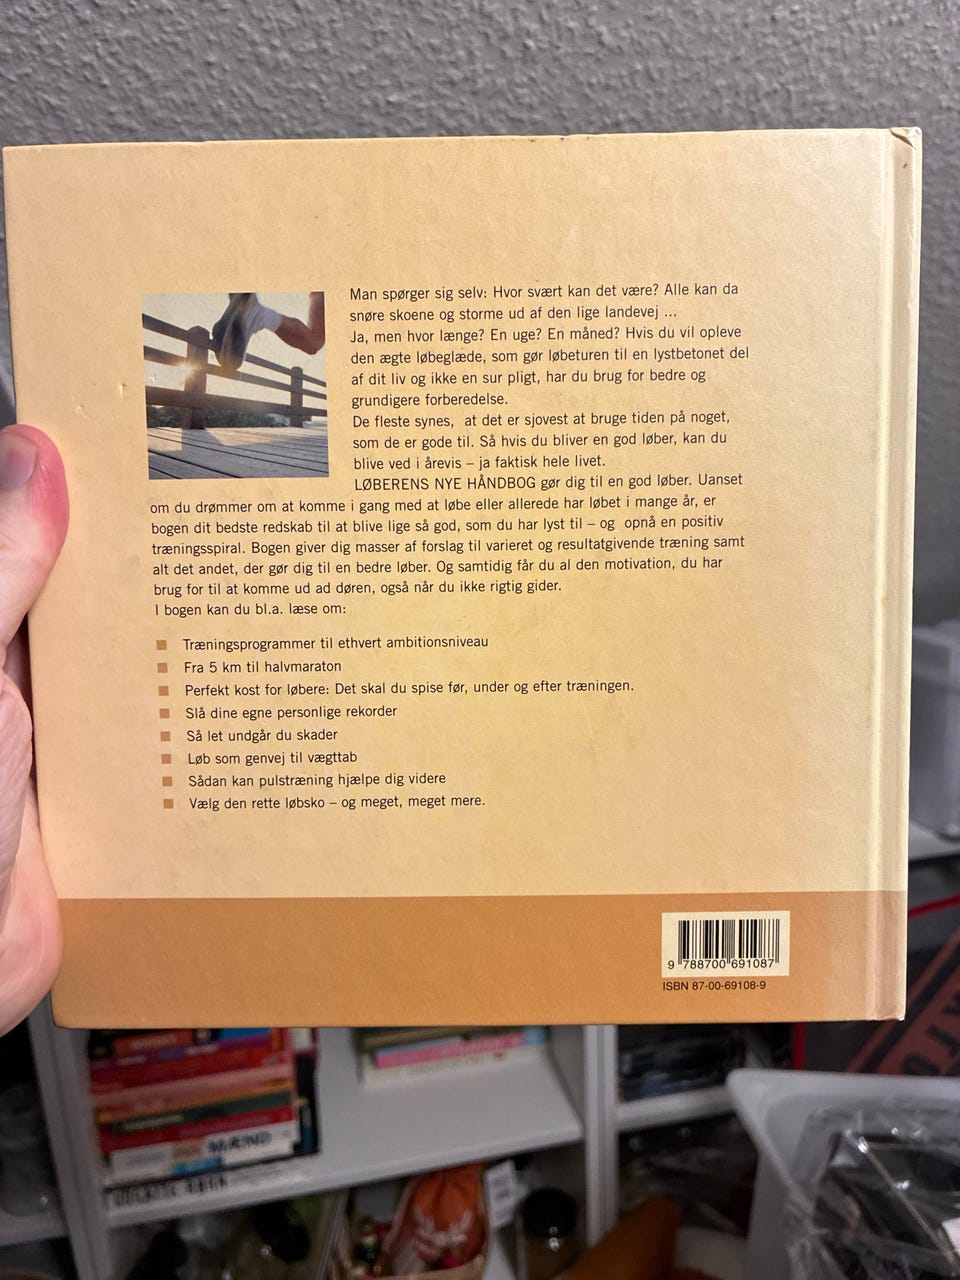 Man spørger sig selv: Hvor svært kan det være? Alle kan da
snøre skoene og storme ud af den lige landevej ...
Ja, men hvor længe? En uge? En måned? Hvis du vil opleve
den ægte løbeglæde, som gør løbeturen til en lystbetonet del
af dit liv og ikke en sur pligt, har du brug for bedre og
grundigere forberedelse.
De fleste synes, at det er sjovest at bruge tiden på noget,
som de er gode til. Så hvis du bliver en god løber, kan du
blive ved i årevis – ja faktisk hele livet.
LØBERENS NYE HÅNDBOG gør dig til en god løber. Uanset
om du drømmer om at komme i gang med at løbe eller allerede har løbet i mange år, er
bogen dit bedste redskab til at blive lige så god, som du har lyst til – og opnå en positiv
træningsspiral. Bogen giver dig masser af forslag til varieret og resultatgivende træning samt
alt det andet, der gør dig til en bedre løber. Og samtidig får du al den motivation, du har
brug for til at komme ud ad døren, også når du ikke rigtig gider.
I bogen kan du bl.a. læse om:
■ Træningsprogrammer til ethvert ambitionsniveau
■ Fra 5 km til halvmaraton
■ Perfekt kost for løbere: Det skal du spise før, under og efter træningen.
■ Slå dine egne personlige rekorder
■ Så let undgår du skader
■ Løb som genvej til vægttab
■ Sådan kan pulstræning hjælpe dig videre
■ Vælg den rette løbsko – og meget, meget mere.
9 788700 691087
ISBN 87-00-69108-9
MÆND